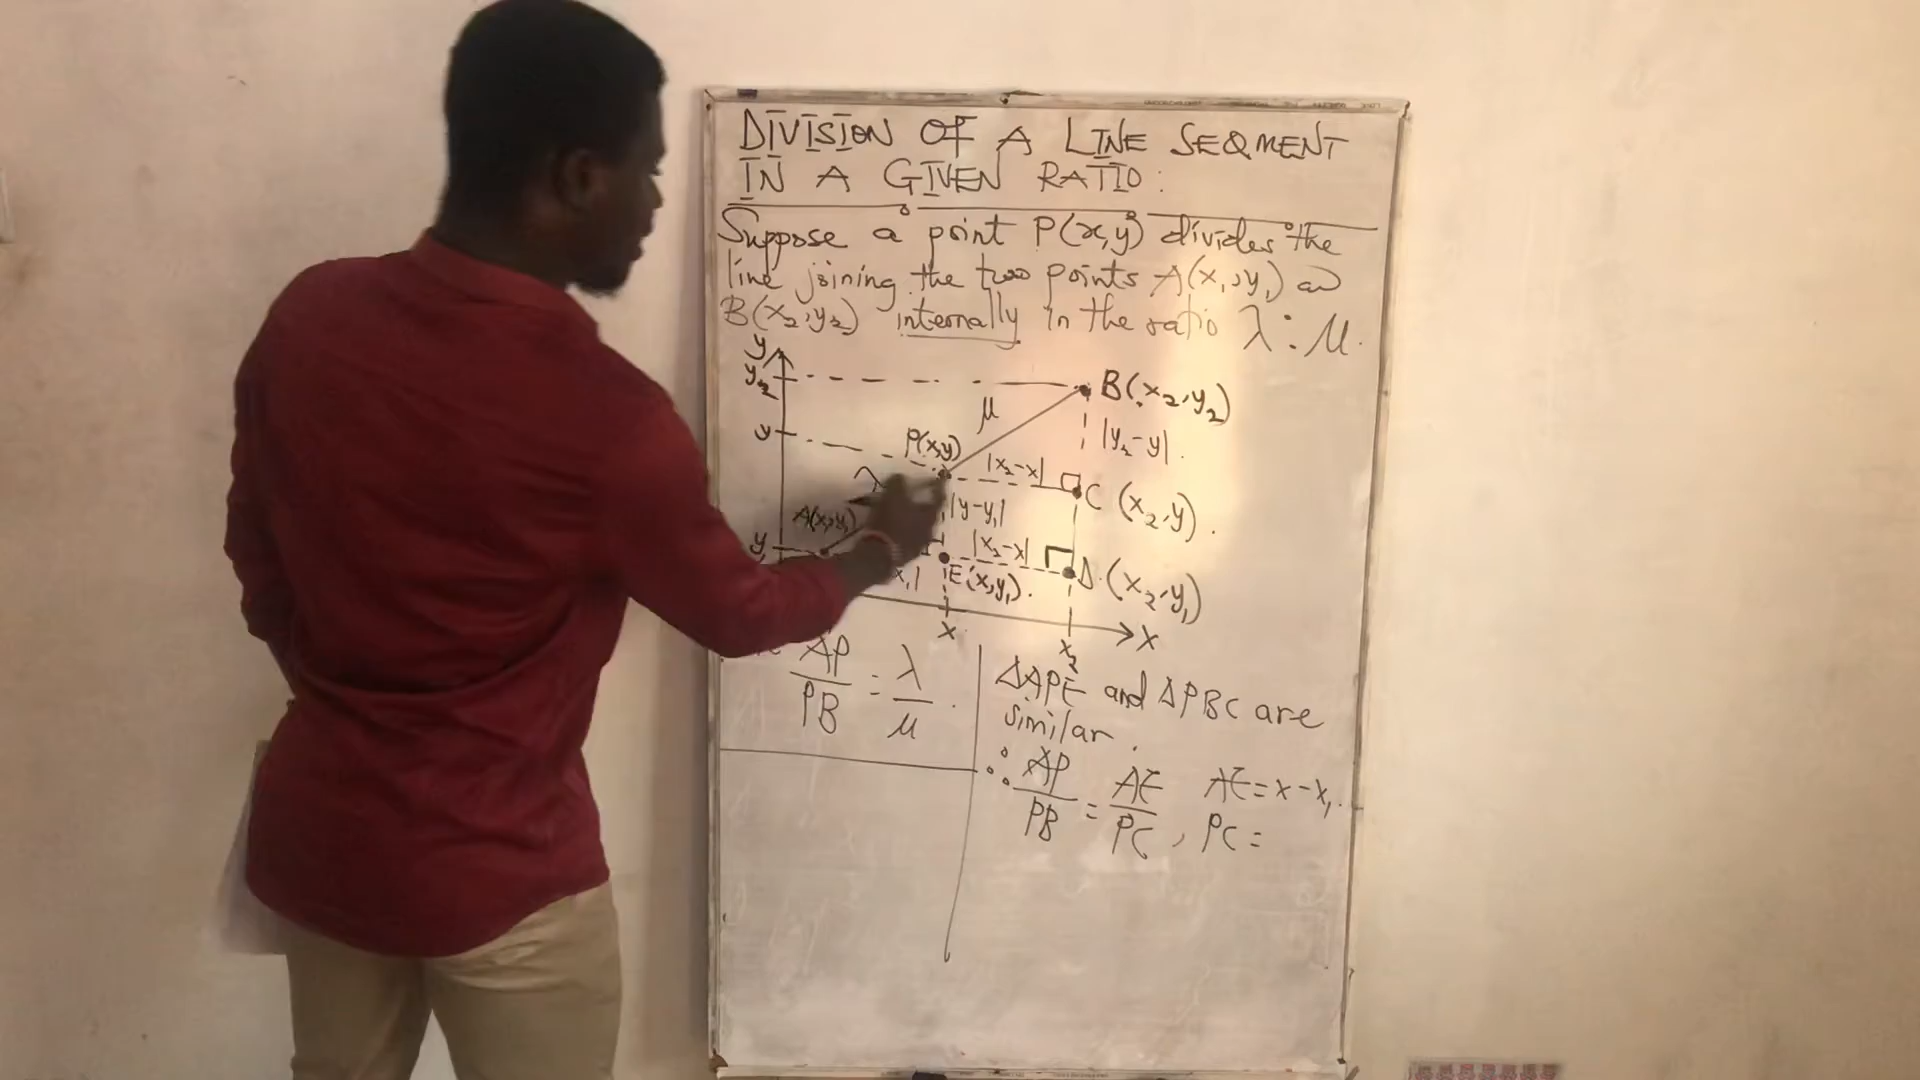 DIVISION OF A LINE SEGMENT
IN A GIVEN RATIO:
Suppose a point P(x,y) divides the
line joining the two points A(x₁,y₁) and
B(x₂,y₂) internally in the ratio λ:μ.
y
y₂
B(x₂,y₂)
μ
|y₂-y|.
y
P(x,y)
λ
|x₂-x|
C (x₂,y).
A(x₁,y₁)
|y-y₁|
y₁
|x₂-x|
x₁|
E(x,y₁).
D.(x₂,y₁)
x
x₂
X
AP/PB = λ/μ.
ΔAPE and ΔPBC are
similar.
∴ AP/PB = AE/PC, AE=x-x₁.
PC=